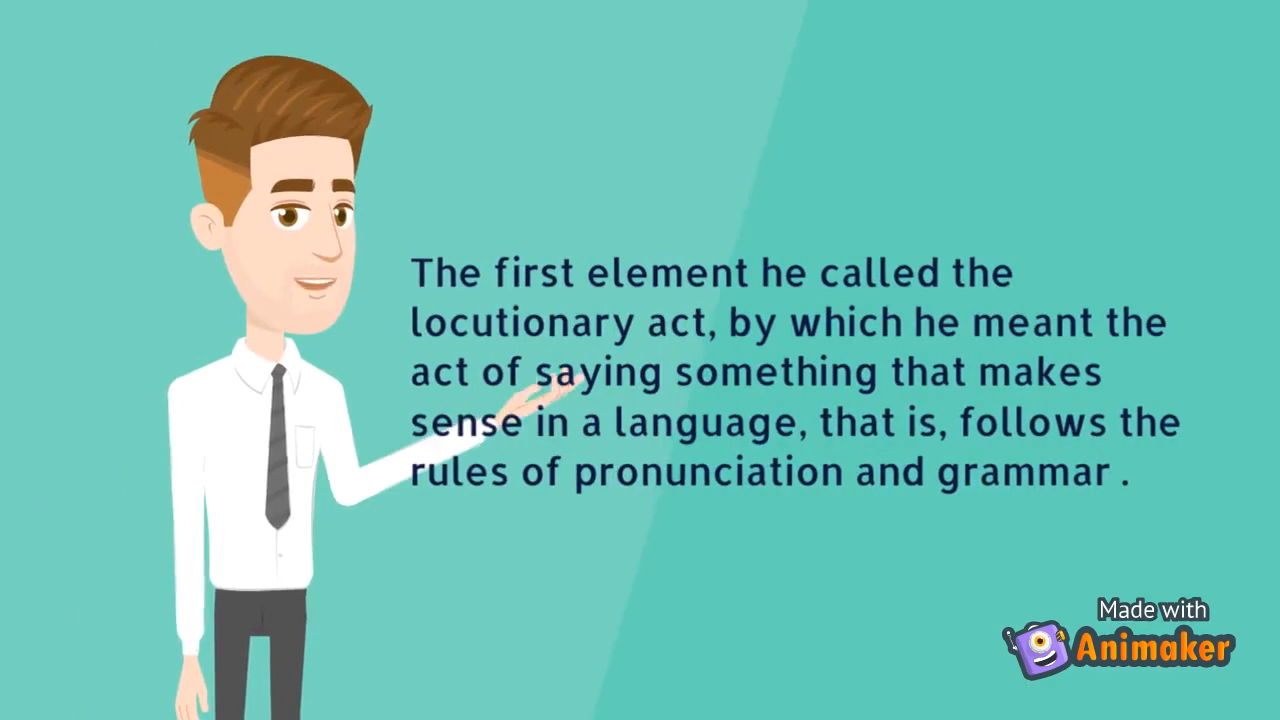 The first element he called the
locutionary act, by which he meant the
act of saying something that makes
sense in a language, that is, follows the
rules of pronunciation and grammar .
Made with
Animaker